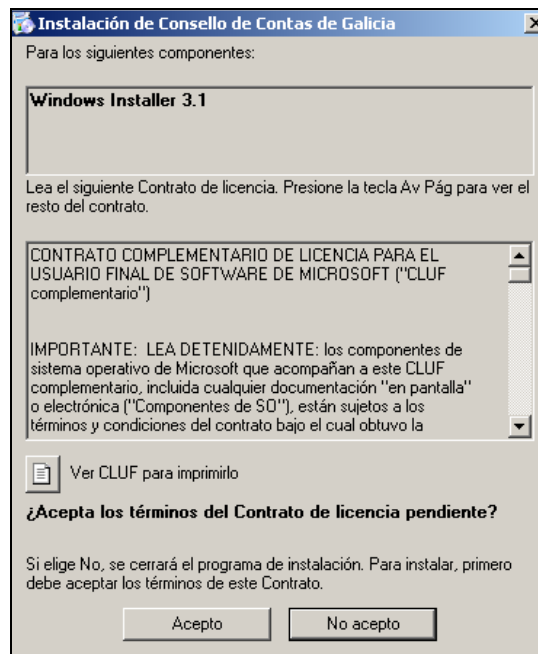 Instalación de Consello de Contas de Galicia
Para los siguientes componentes:
Windows Installer 3.1
Lea el siguiente Contrato de licencia. Presione la tecla Av Pág para ver el
resto del contrato.
CONTRATO COMPLEMENTARIO DE LICENCIA PARA EL
USUARIO FINAL DE SOFTWARE DE MICROSOFT ("CLUF
complementario")
IMPORTANTE: LEA DETENIDAMENTE: los componentes de
sistema operativo de Microsoft que acompañan a este CLUF
complementario, incluida cualquier documentación "en pantalla"
o electrónica ("Componentes de SO"), están sujetos a los
términos y condiciones del contrato bajo el cual obtuvo la
Ver CLUF para imprimirlo
¿Acepta los términos del Contrato de licencia pendiente?
Si elige No, se cerrará el programa de instalación. Para instalar, primero
debe aceptar los términos de este Contrato.
Acepto No acepto